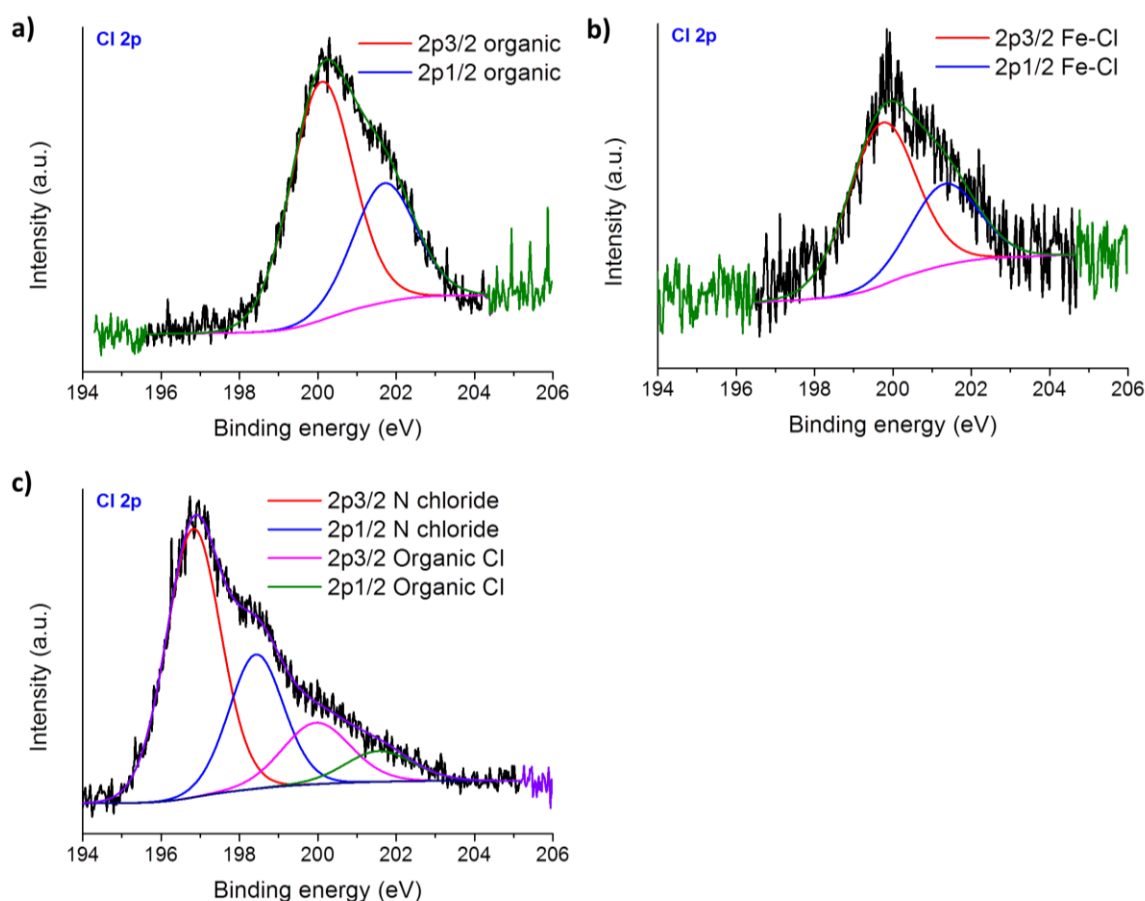 a)
Cl 2p
2p3/2 organic
2p1/2 organic
Intensity (a.u.)
194 196 198 200 202 204 206
Binding energy (eV)
b)
Cl 2p
2p3/2 Fe-Cl
2p1/2 Fe-Cl
Intensity (a.u.)
194 196 198 200 202 204 206
Binding energy (eV)
c)
Cl 2p
2p3/2 N chloride
2p1/2 N chloride
2p3/2 Organic Cl
2p1/2 Organic Cl
Intensity (a.u.)
194 196 198 200 202 204 206
Binding energy (eV)